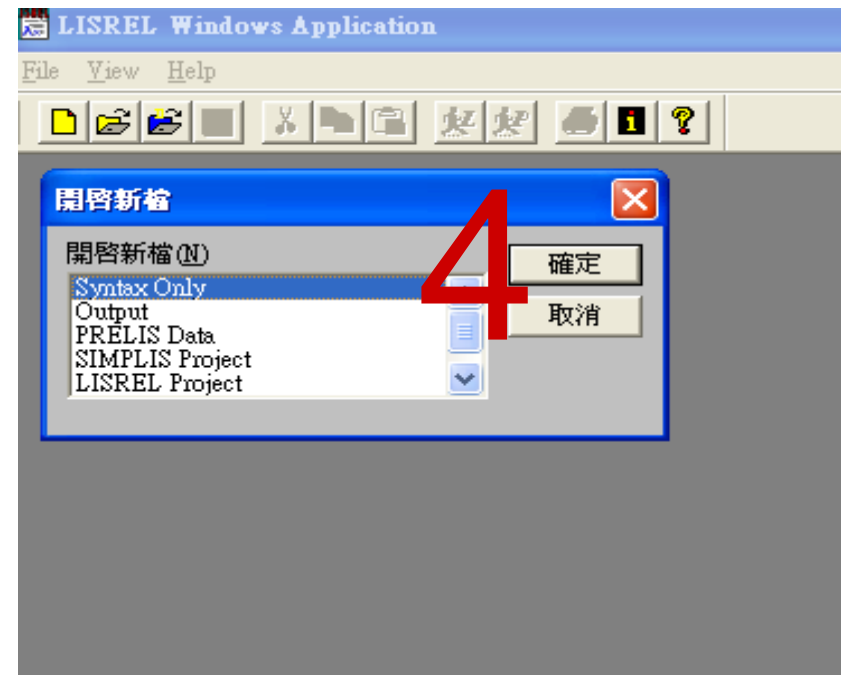 LISREL Windows Application
File View Help
開啓新檔
開啓新檔(N)
Syntax Only
Output
PRELIS Data
SIMPLIS Project
LISREL Project
確定
取消
4